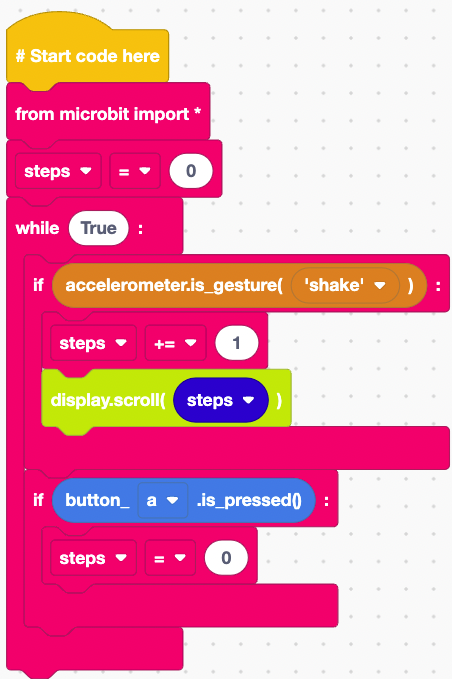 # Start code here
from microbit import *
steps = 0
while True :
if accelerometer.is_gesture( 'shake' ) :
steps += 1
display.scroll( steps )
if button_ a .is_pressed() :
steps = 0